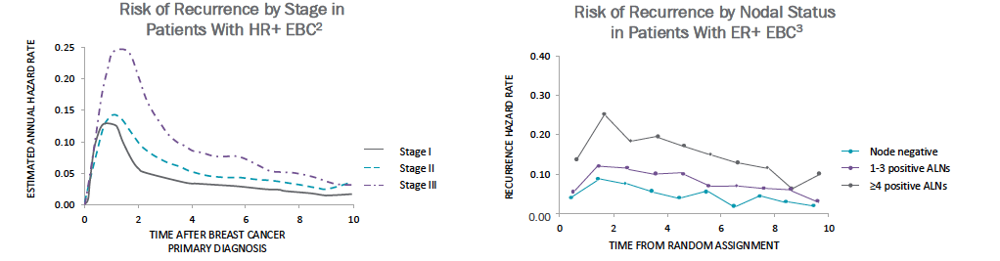 Risk of Recurrence by Stage in
Patients With HR+ EBC²
ESTIMATED ANNUAL HAZARD RATE
0.25
0.20
0.15
0.10
0.05
0.00
0
2
4
6
8
10
TIME AFTER BREAST CANCER
PRIMARY DIAGNOSIS
Stage I
Stage II
Stage III
Risk of Recurrence by Nodal Status
in Patients With ER+ EBC³
RECURRENCE HAZARD RATE
0.40
0.30
0.20
0.10
0.00
0
2
4
6
8
10
TIME FROM RANDOM ASSIGNMENT
Node negative
1-3 positive ALNs
≥4 positive ALNs